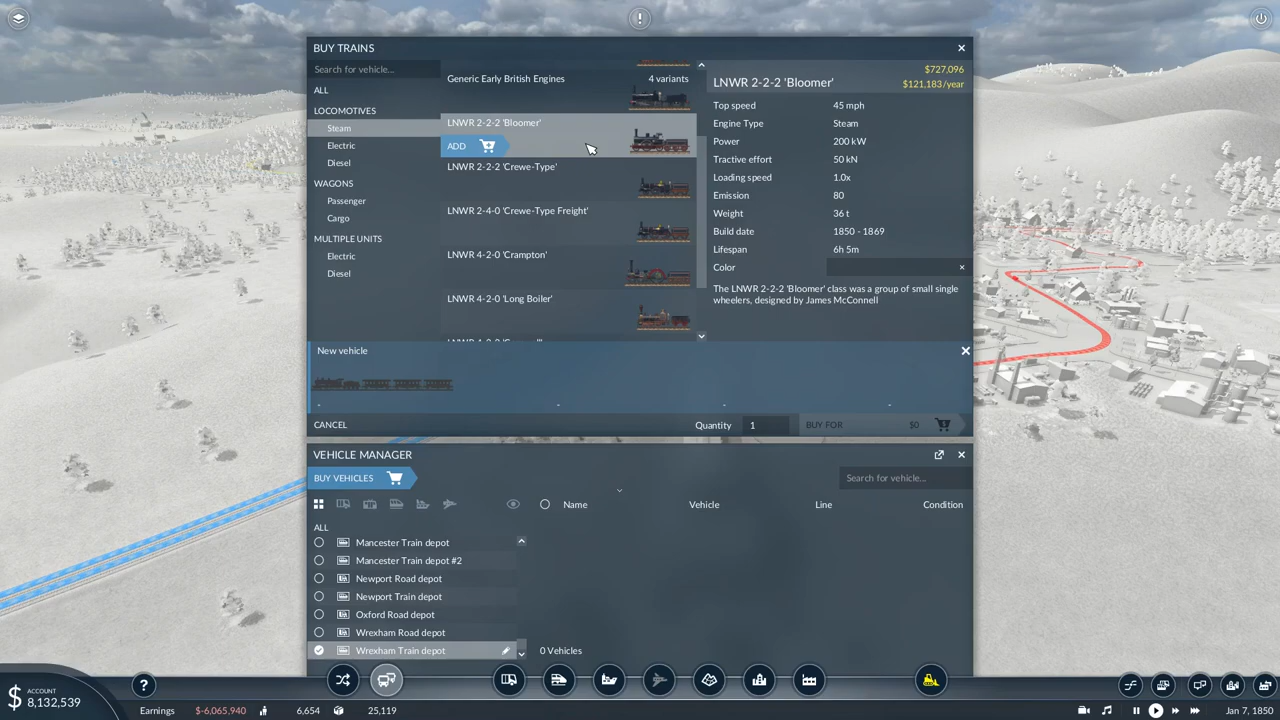 BUY TRAINS
Search for vehicle...
ALL
LOCOMOTIVES
Steam
Electric
Diesel
WAGONS
Passenger
Cargo
MULTIPLE UNITS
Electric
Diesel
Generic Early British Engines 4 variants
LNWR 2-2-2 'Bloomer'
ADD
LNWR 2-2-2 'Crewe-Type'
LNWR 2-4-0 'Crewe-Type Freight'
LNWR 4-2-0 'Crampton'
LNWR 4-2-0 'Long Boiler'
LNWR 2-2-2 'Bloomer'
$727,096
$121,183/year
Top speed 45 mph
Engine Type Steam
Power 200 kW
Tractive effort 50 kN
Loading speed 1.0x
Emission 80
Weight 36 t
Build date 1850 - 1869
Lifespan 6h 5m
Color
The LNWR 2-2-2 'Bloomer' class was a group of small single
wheelers, designed by James McConnell
New vehicle
- - - -
CANCEL Quantity 1 BUY FOR $0
VEHICLE MANAGER
BUY VEHICLES Search for vehicle...
Name Vehicle Line Condition
ALL
Mancester Train depot
Mancester Train depot #2
Newport Road depot
Newport Train depot
Oxford Road depot
Wrexham Road depot
Wrexham Train depot 0 Vehicles
$ ACCOUNT
8,132,539
?
Earnings $-6,065,940 6,654 25,119 Jan 7, 1850